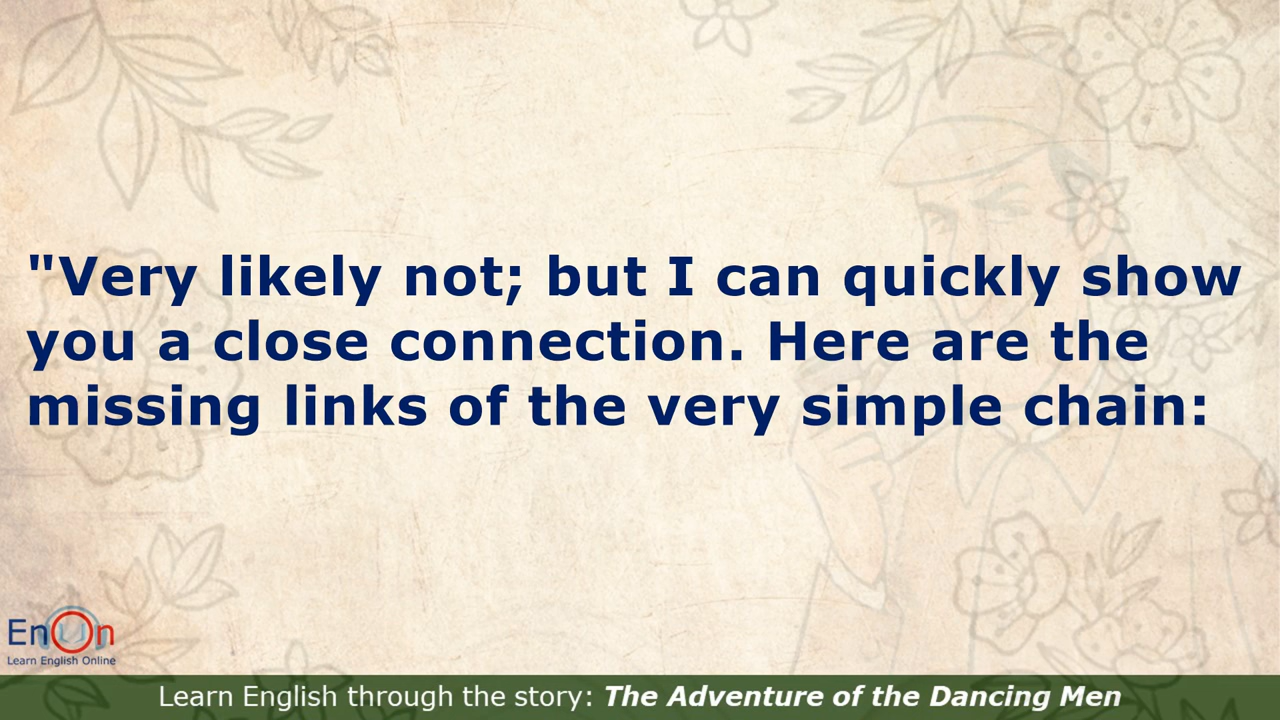 "Very likely not; but I can quickly show
you a close connection. Here are the
missing links of the very simple chain:
EnOn
Learn English Online
Learn English through the story: The Adventure of the Dancing Men